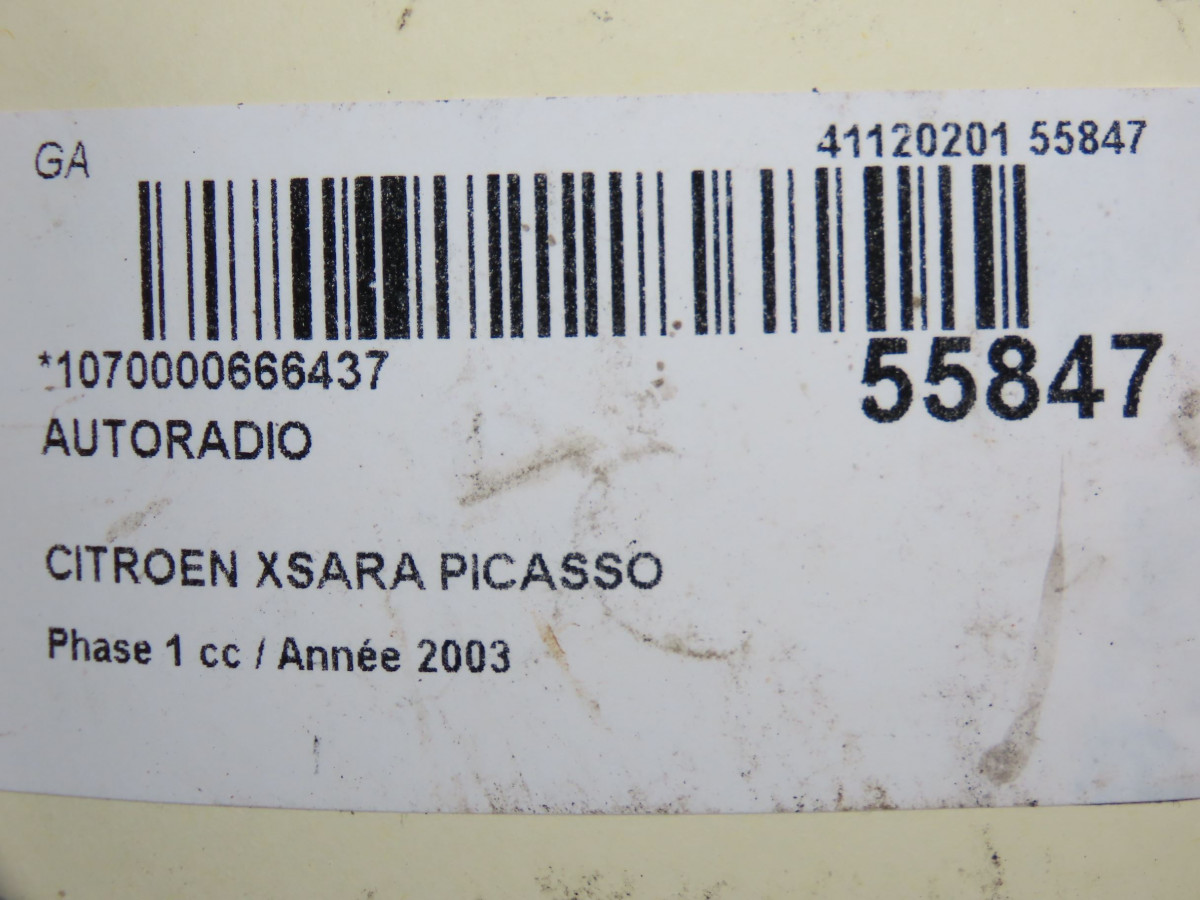 GA
41120201 55847
*1070000666437
55847
AUTORADIO
CITROEN XSARA PICASSO
Phase 1 cc / Année 2003